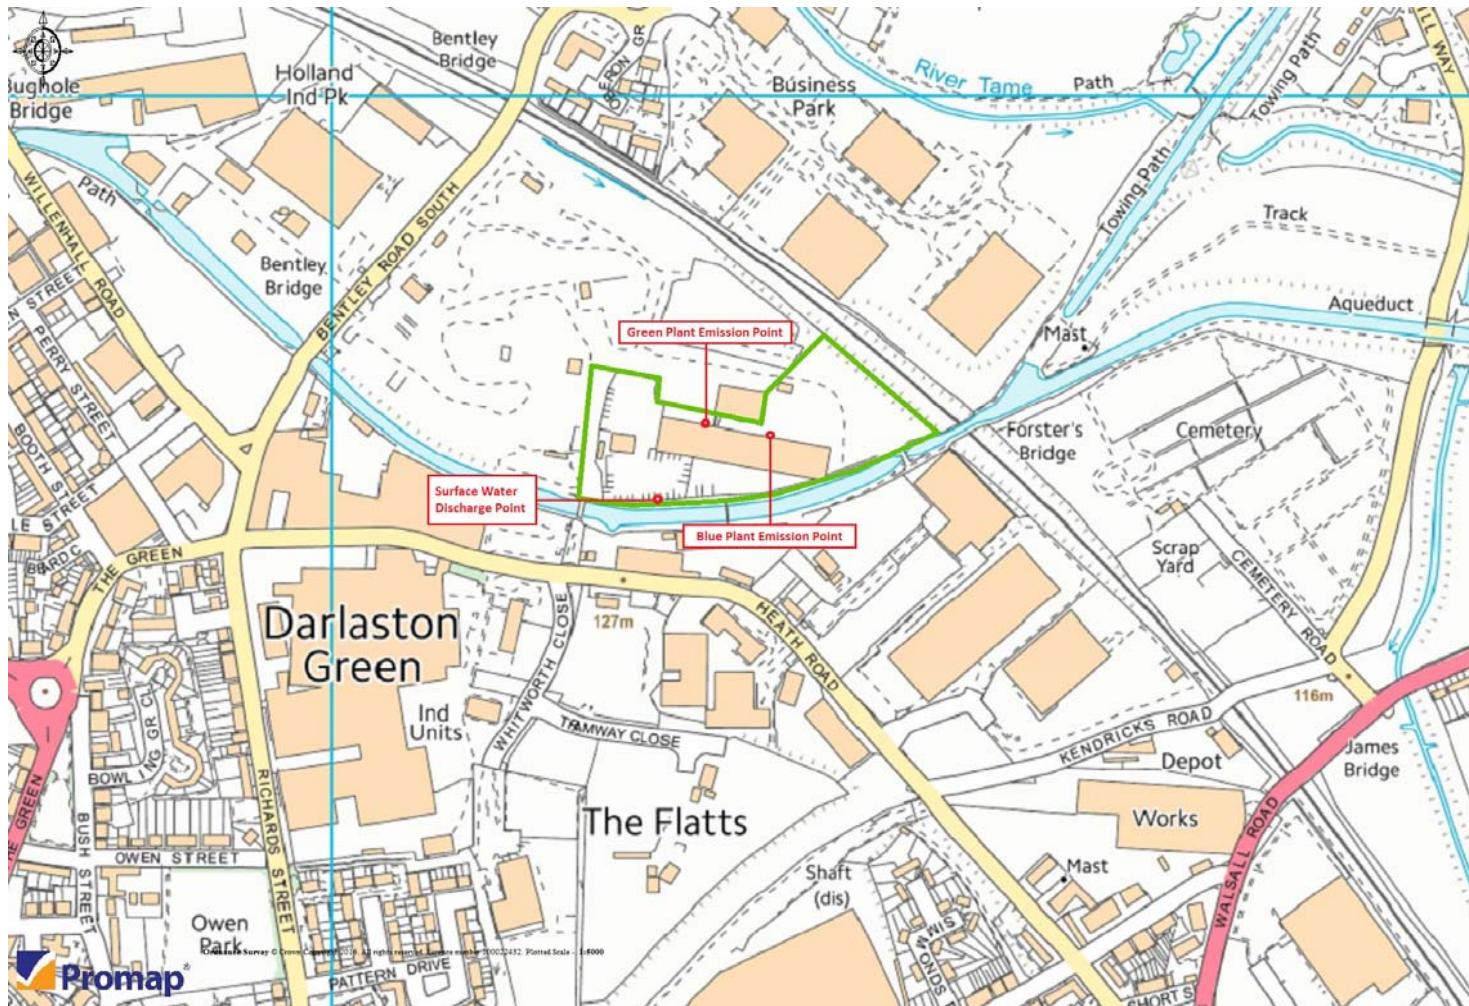 Bentley
Bridge
Holland
Ind Pk
Bughole
Bridge
Business
Park
River Tame
Path
Towing Path
Towing Path
Track
Aqueduct
Mast
Path
WILLENHALL ROAD
BENTLEY ROAD SOUTH
Bentley
Bridge
PERRY STREET
BOOTH STREET
Green Plant Emission Point
Surface Water
Discharge Point
Blue Plant Emission Point
Forster's
Bridge
Cemetery
Scrap
Yard
CEMETERY ROAD
THE GREEN
Darlaston
Green
127m
HEATH ROAD
WHITWORTH CLOSE
TRAMWAY CLOSE
Ind
Units
116m
KENDRICKS ROAD
James
Bridge
Depot
Works
WALSALL ROAD
BOWLING GR CL
THE GREEN
BUSH STREET
RICHARDS STREET
OWEN STREET
The Flatts
Shaft
(dis)
Mast
SIMMONDS
Owen
Park
PATTERN DRIVE
SHORT S
Promap